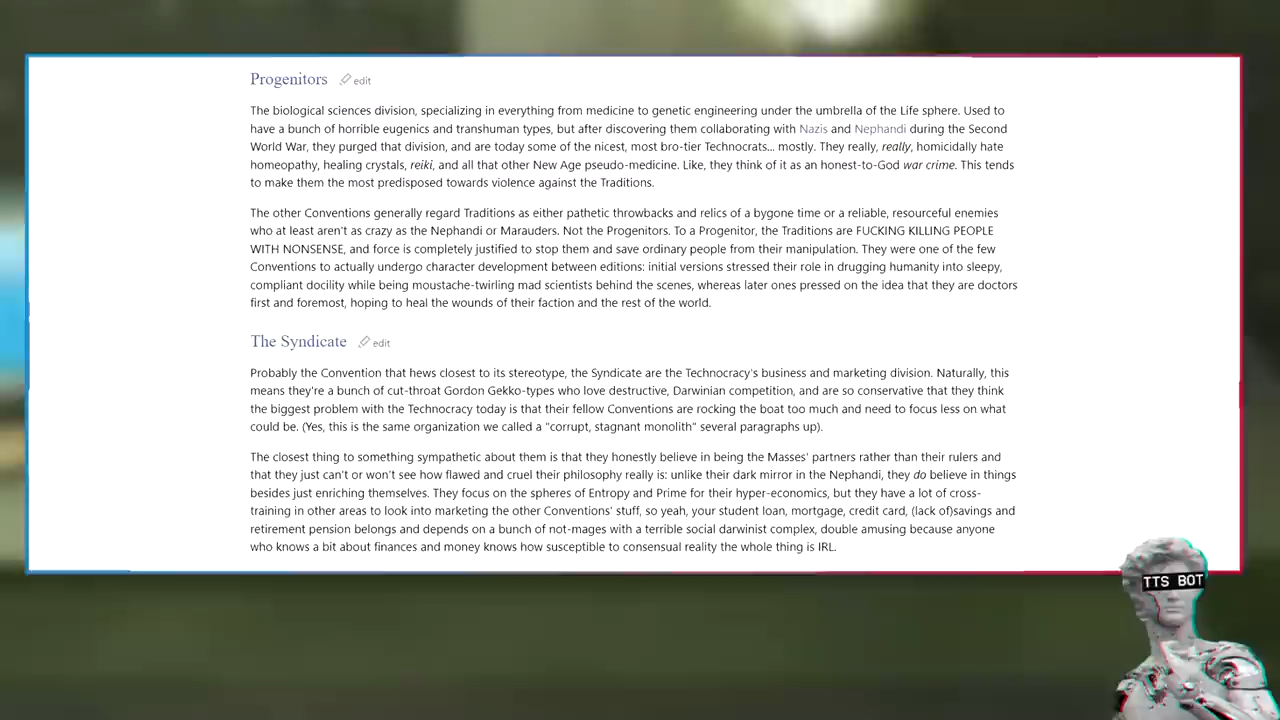 Progenitors edit
The biological sciences division, specializing in everything from medicine to genetic engineering under the umbrella of the Life sphere. Used to
have a bunch of horrible eugenics and transhuman types, but after discovering them collaborating with Nazis and Nephandi during the Second
World War, they purged that division, and are today some of the nicest, most bro-tier Technocrats... mostly. They really, really, homicidally hate
homeopathy, healing crystals, reiki, and all that other New Age pseudo-medicine. Like, they think of it as an honest-to-God war crime. This tends
to make them the most predisposed towards violence against the Traditions.
The other Conventions generally regard Traditions as either pathetic throwbacks and relics of a bygone time or a reliable, resourceful enemies
who at least aren't as crazy as the Nephandi or Marauders. Not the Progenitors. To a Progenitor, the Traditions are FUCKING KILLING PEOPLE
WITH NONSENSE, and force is completely justified to stop them and save ordinary people from their manipulation. They were one of the few
Conventions to actually undergo character development between editions: initial versions stressed their role in drugging humanity into sleepy,
compliant docility while being moustache-twirling mad scientists behind the scenes, whereas later ones pressed on the idea that they are doctors
first and foremost, hoping to heal the wounds of their faction and the rest of the world.
The Syndicate edit
Probably the Convention that hews closest to its stereotype, the Syndicate are the Technocracy's business and marketing division. Naturally, this
means they're a bunch of cut-throat Gordon Gekko-types who love destructive, Darwinian competition, and are so conservative that they think
the biggest problem with the Technocracy today is that their fellow Conventions are rocking the boat too much and need to focus less on what
could be. (Yes, this is the same organization we called a "corrupt, stagnant monolith" several paragraphs up).
The closest thing to something sympathetic about them is that they honestly believe in being the Masses' partners rather than their rulers and
that they just can't or won't see how flawed and cruel their philosophy really is: unlike their dark mirror in the Nephandi, they do believe in things
besides just enriching themselves. They focus on the spheres of Entropy and Prime for their hyper-economics, but they have a lot of cross-
training in other areas to look into marketing the other Conventions' stuff, so yeah, your student loan, mortgage, credit card, (lack of)savings and
retirement pension belongs and depends on a bunch of not-mages with a terrible social darwinist complex, double amusing because anyone
who knows a bit about finances and money knows how susceptible to consensual reality the whole thing is IRL.
TTS BOT